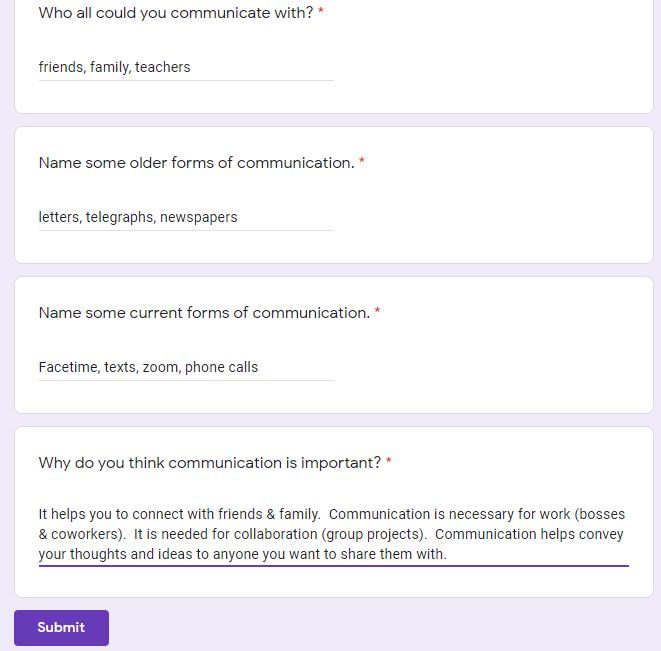 Who all could you communicate with? *
friends, family, teachers
Name some older forms of communication. *
letters, telegraphs, newspapers
Name some current forms of communication. *
Facetime, texts, zoom, phone calls
Why do you think communication is important? *
It helps you to connect with friends & family.  Communication is necessary for work (bosses
& coworkers).  It is needed for collaboration (group projects).  Communication helps convey
your thoughts and ideas to anyone you want to share them with.
Submit